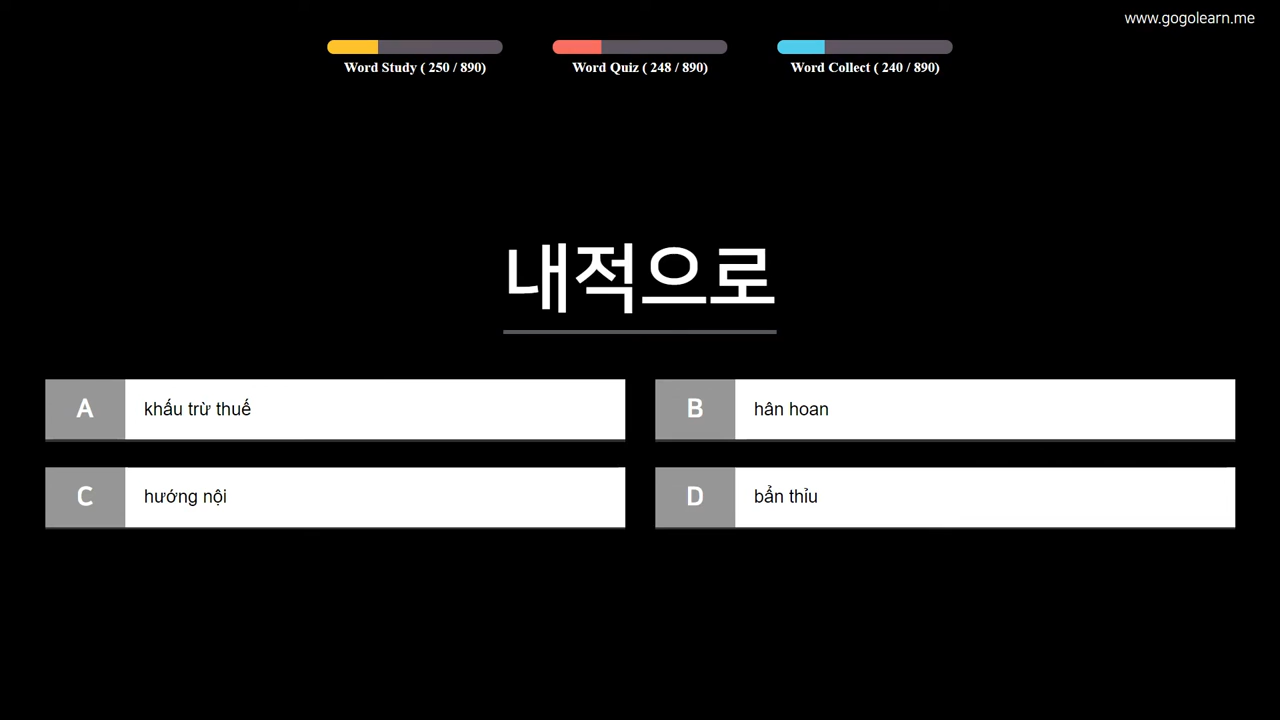 www.gogolearn.me
Word Study ( 250 / 890)
Word Quiz ( 248 / 890)
Word Collect ( 240 / 890)
내적으로
A khấu trừ thuế
B hân hoan
C hướng nội
D bẩn thỉu